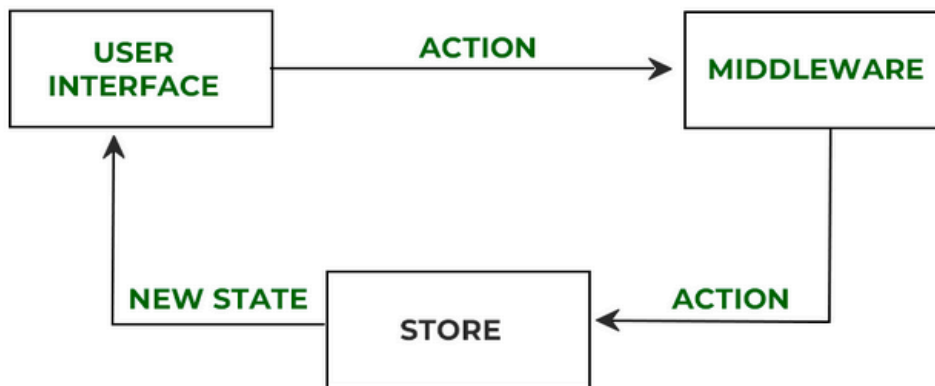 USER
INTERFACE
ACTION
MIDDLEWARE
NEW STATE
STORE
ACTION